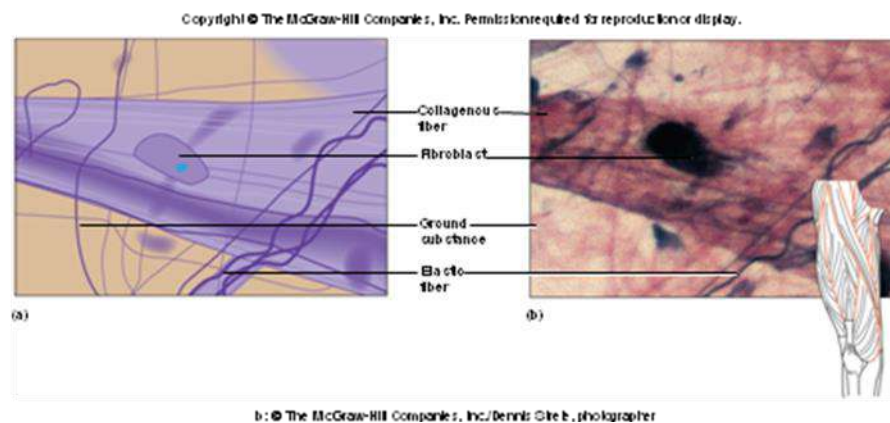 Copyright © The McGraw-Hill Companies, Inc. Permission required for reproduction or display.
Collagenous
fiber
Fibroblast
Ground
substance
Elastic
fiber
(a)
(b)
b: © The McGraw-Hill Companies, Inc./Dennis Strete, photographer